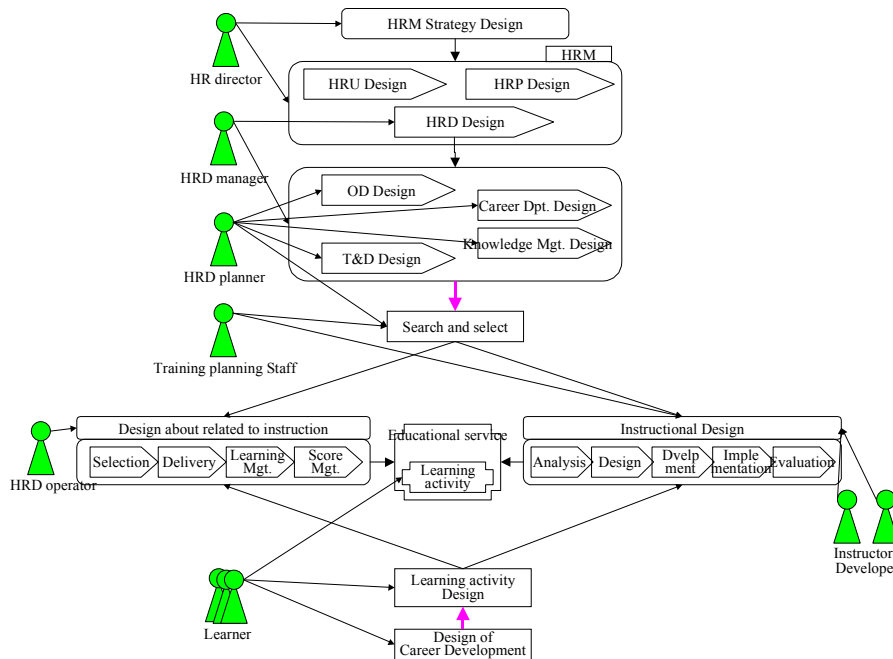 HRM Strategy Design
HR director
HRM
HRU Design
HRP Design
HRD Design
HRD manager
OD Design
Career Dpt. Design
Knowledge Mgt. Design
T&D Design
HRD planner
Search and select
Training planning Staff
Design about related to instruction
Educational service
Instructional Design
Selection
Delivery
Learning
Mgt.
Score
Mgt.
Learning
activity
Analysis
Design
Dvelp
ment
Imple
mentation
Evaluation
HRD operator
Instructor
Develope
Learning activity
Design
Learner
Design of
Career Development